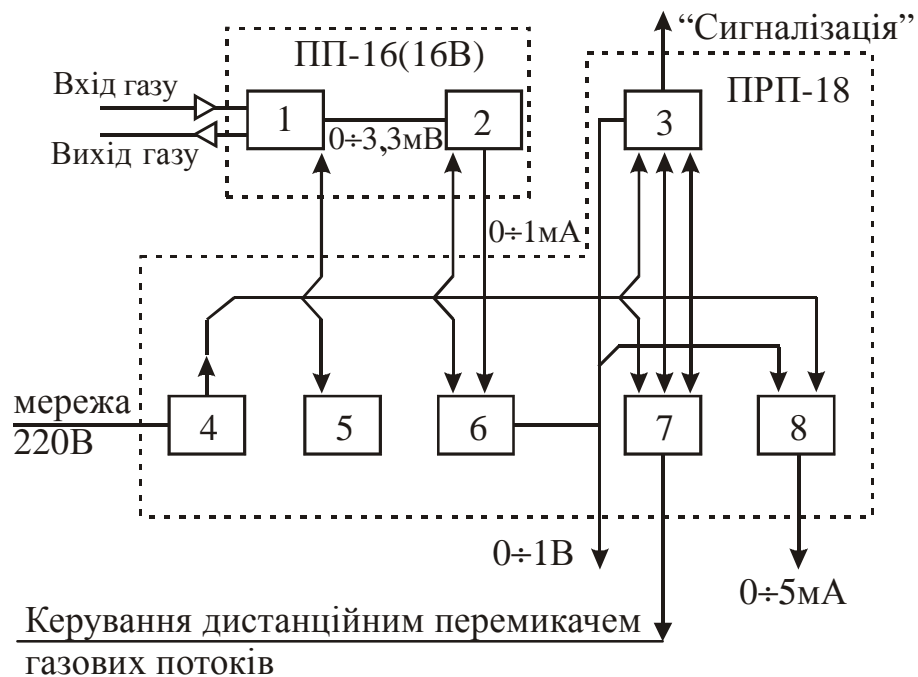 “Сигналізація”
ПП-16(16В)
ПРП-18
Вхід газу
1
2
3
0÷3,3мВ
Вихід газу
0÷1мА
мережа
220В
4
5
6
7
8
0÷1В
0÷5мА
Керування дистанційним перемикачем
газових потоків